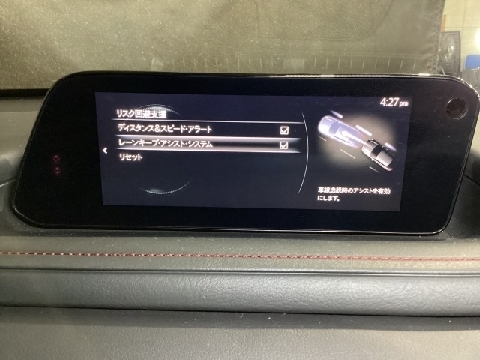 4:27 pm
リスク回避支援
ディスタンス&スピード・アラート
レーンキープ・アシスト・システム
リセット
車線逸脱時のアシストを有効
にします。